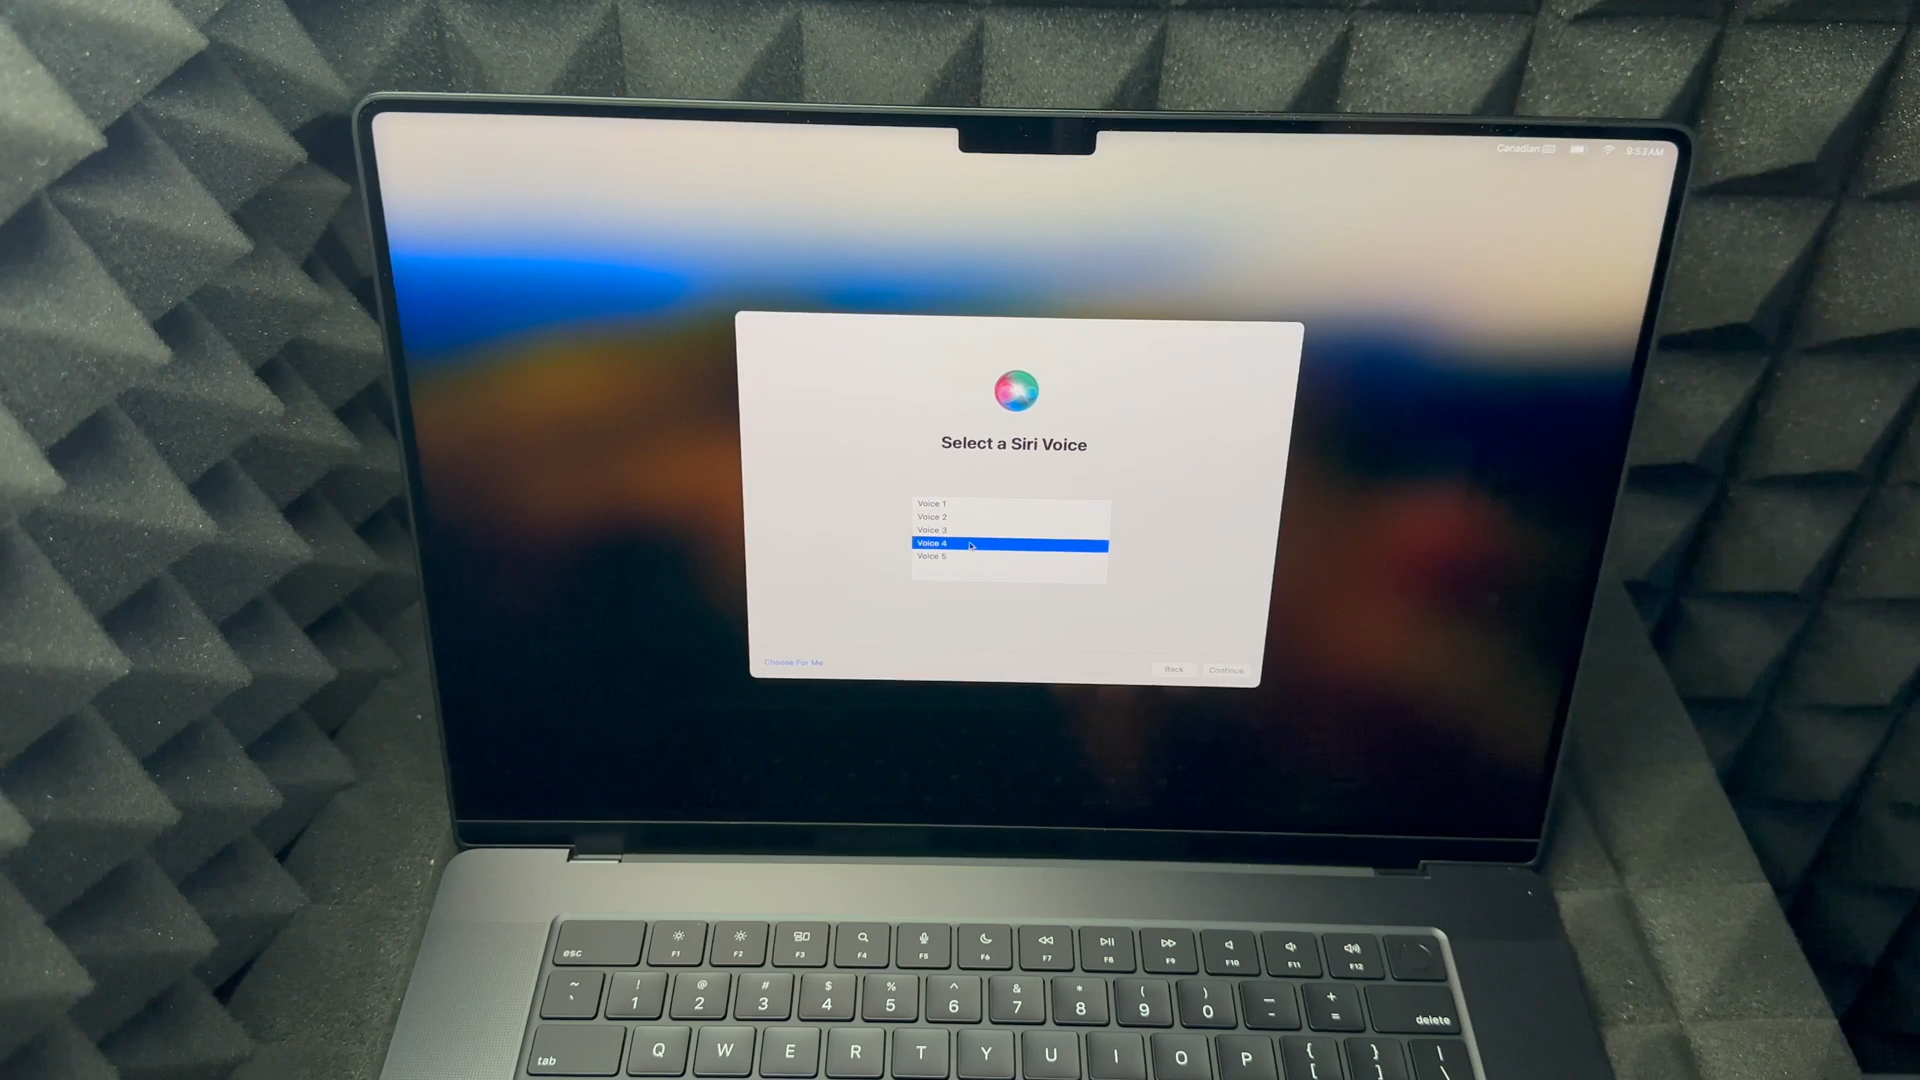 Canadian 9:53 AM
Select a Siri Voice
Voice 1
Voice 2
Voice 3
Voice 4
Voice 5
Choose For Me Back Continue
esc F1 F2 F3 F4 F5 F6 F7 F8 F9 F10 F11 F12
~ ! @ # $ % ^ & * ( ) — +
` 1 2 3 4 5 6 7 8 9 0 - = delete
tab Q W E R T Y U I O P { } |
[ ] \